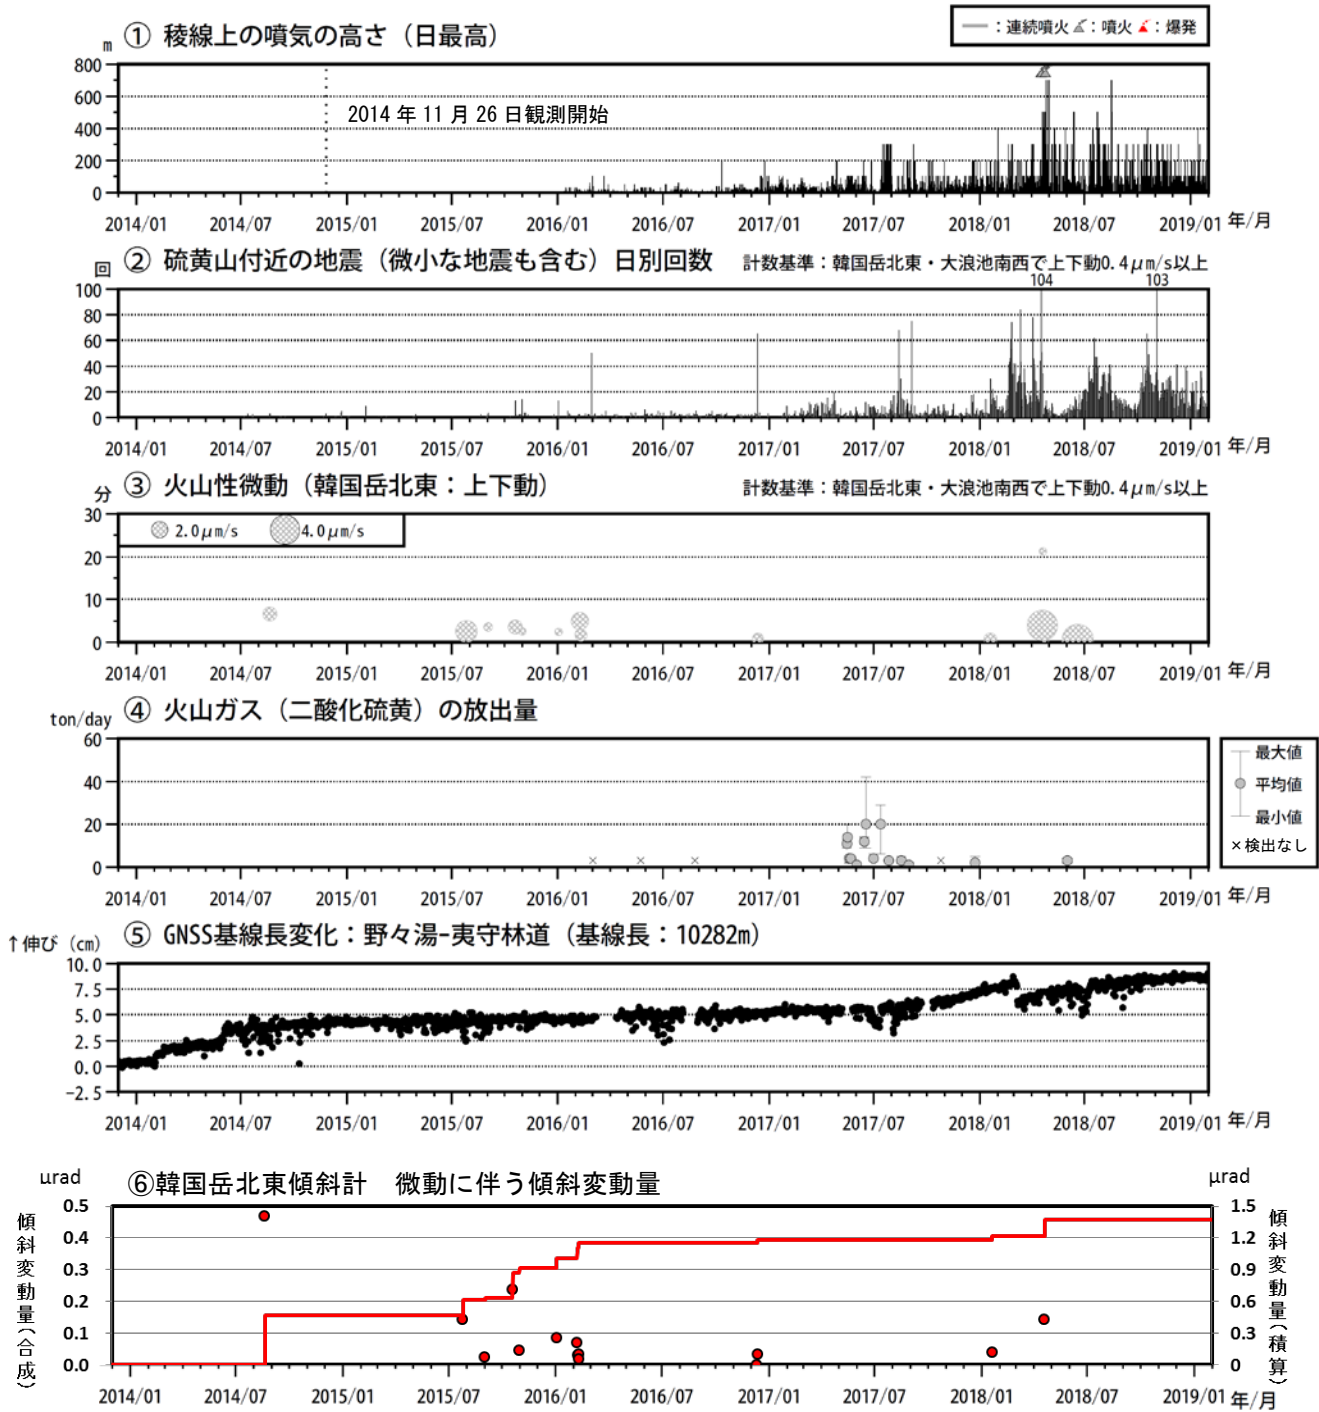 ① 稜線上の噴気の高さ（日最高）
━ ：連続噴火 ：噴火 ：爆発
m
800
600
400
200
0
2014 年 11 月 26 日観測開始
2014/01 2014/07 2015/01 2015/07 2016/01 2016/07 2017/01 2017/07 2018/01 2018/07 2019/01 年/月
② 硫黄山付近の地震（微小な地震も含む）日別回数
計数基準：韓国岳北東・大浪池南西で上下動0.4μm/s以上
回
104 103
100
80
60
40
20
0
2014/01 2014/07 2015/01 2015/07 2016/01 2016/07 2017/01 2017/07 2018/01 2018/07 2019/01 年/月
③ 火山性微動（韓国岳北東：上下動）
計数基準：韓国岳北東・大浪池南西で上下動0.4μm/s以上
分
30
20
10
0
2.0μm/s 4.0μm/s
2014/01 2014/07 2015/01 2015/07 2016/01 2016/07 2017/01 2017/07 2018/01 2018/07 2019/01 年/月
④ 火山ガス（二酸化硫黄）の放出量
ton/day
60
40
20
0
最大値
平均値
最小値
×検出なし
2014/01 2014/07 2015/01 2015/07 2016/01 2016/07 2017/01 2017/07 2018/01 2018/07 2019/01 年/月
⑤ GNSS基線長変化：野々湯-夷守林道（基線長：10282m）
↑伸び（cm）
10.0
7.5
5.0
2.5
0.0
-2.5
2014/01 2014/07 2015/01 2015/07 2016/01 2016/07 2017/01 2017/07 2018/01 2018/07 2019/01 年/月
⑥韓国岳北東傾斜計　微動に伴う傾斜変動量
μrad
μrad
傾斜変動量（合成）
0.5
0.4
0.3
0.2
0.1
0.0
1.5
1.2
0.9
0.6
0.3
0
傾斜変動量（積算）
2014/01 2014/07 2015/01 2015/07 2016/01 2016/07 2017/01 2017/07 2018/01 2018/07 2019/01 年/月